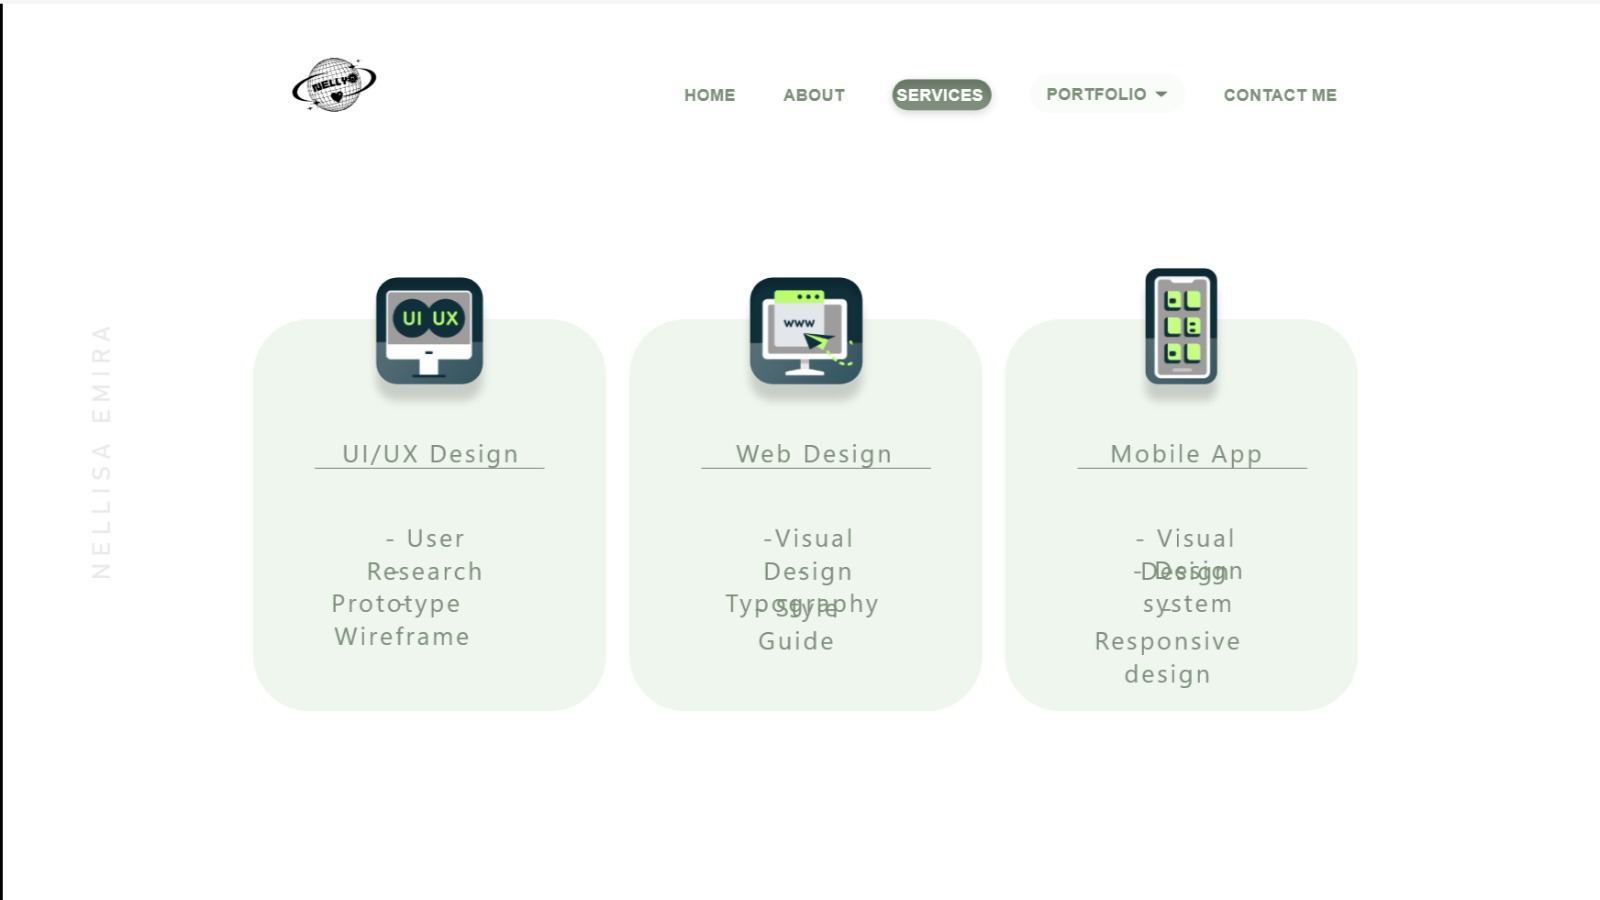 NELLY
HOME ABOUT SERVICES PORTFOLIO CONTACT ME
NELLISA EMIRA
UI UX
www
UI/UX Design
- User
Research
-
Prototype
-
Wireframe
Web Design
-Visual
Design
-
Typography
- Style
Guide
Mobile App
- Visual
Design
- Design
system
-
Responsive
design